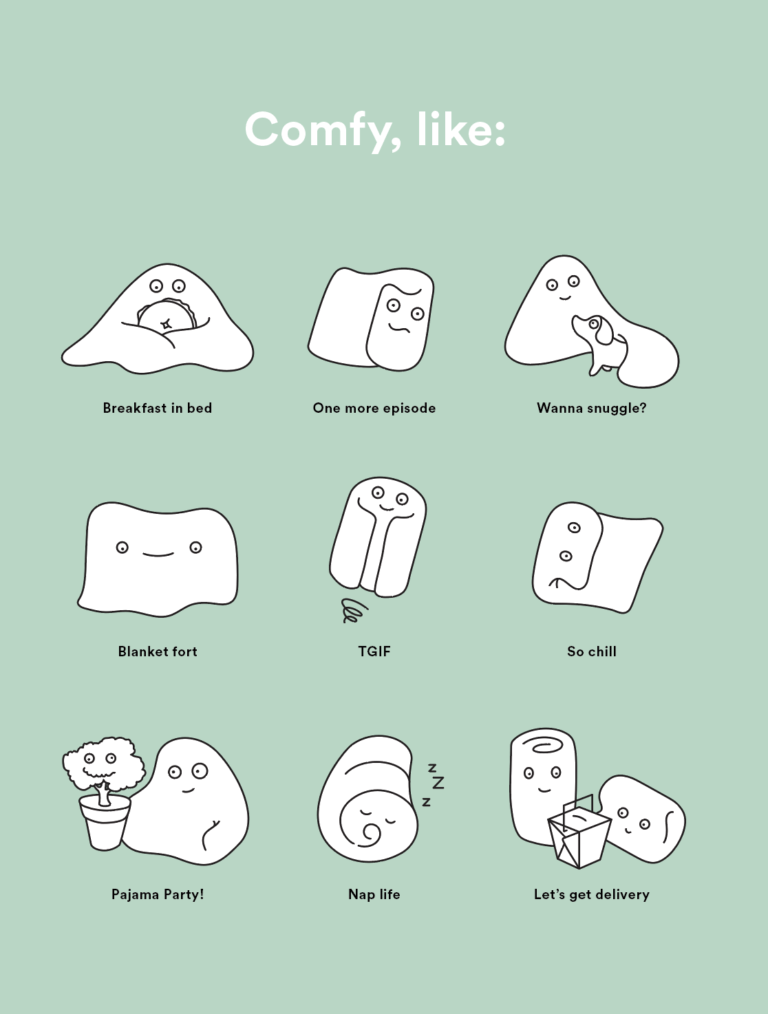 Comfy, like:
Breakfast in bed
One more episode
Wanna snuggle?
Blanket fort
TGIF
So chill
Z
Z
Z
Pajama Party!
Nap life
Let's get delivery